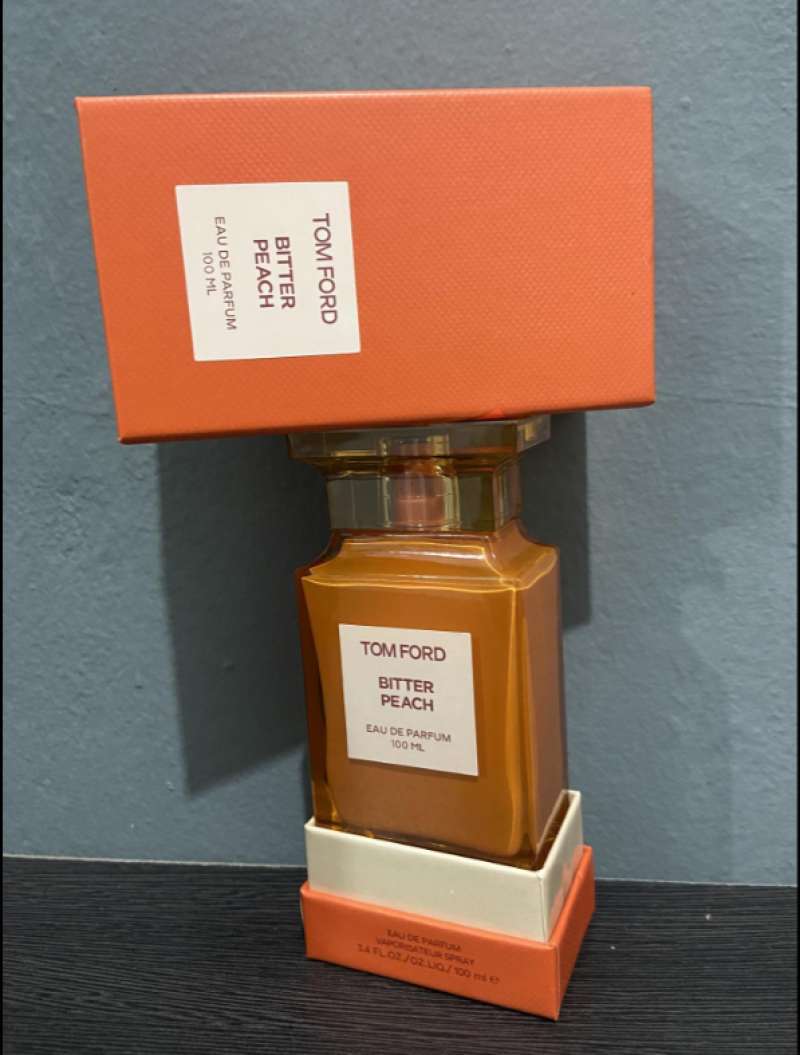 TOM FORD
BITTER
PEACH
EAU DE PARFUM
100 ML
TOM FORD
BITTER
PEACH
EAU DE PARFUM
100 ML
EAU DE PARFUM
VAPORISATEUR SPRAY
3.4 FL.OZ./OZ.LIQ./ 100 ml ℮